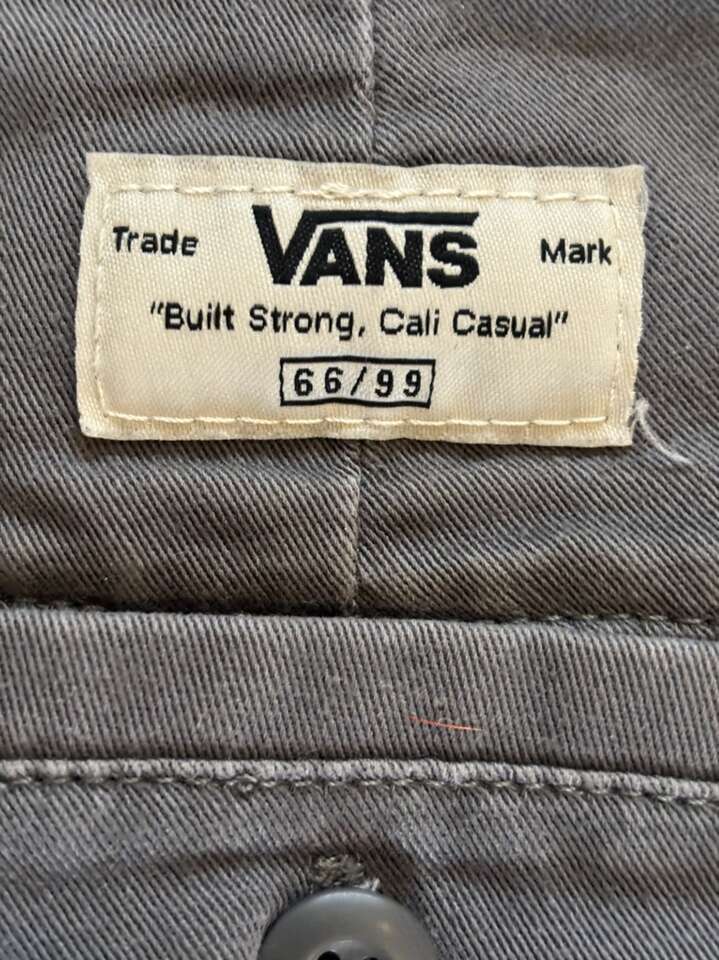 Trade VANS Mark
"Built Strong, Cali Casual"
66/99